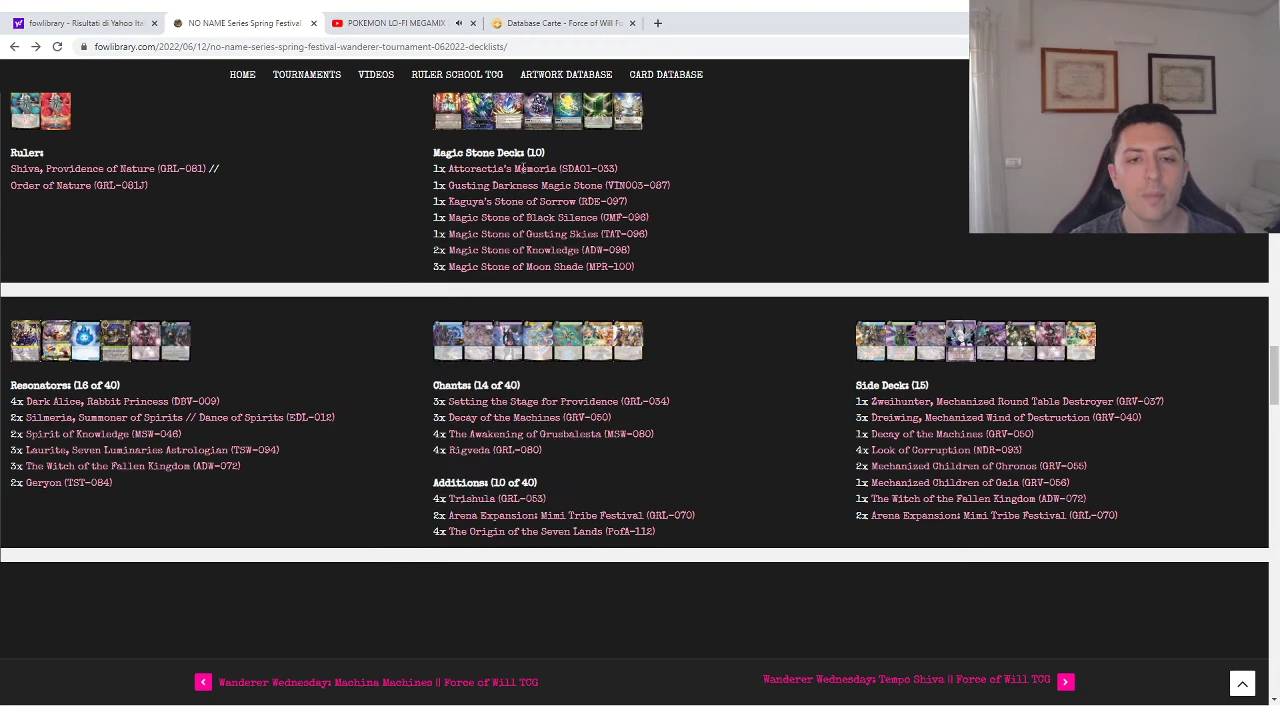 fowlibrary - Risultati di Yahoo Ital
NO NAME Series Spring Festival
POKEMON LO-FI MEGAMIX
Database Carte - Force of Will Fo
fowlibrary.com/2022/06/12/no-name-series-spring-festival-wanderer-tournament-062022-decklists/
HOME TOURNAMENTS VIDEOS RULER SCHOOL TCG ARTWORK DATABASE CARD DATABASE
Ruler:
Shiva, Providence of Nature (GRL-081) //
Order of Nature (GRL-081J)
Magic Stone Deck: (10)
1x Attoractia's Memoria (SDAO1-033)
1x Gusting Darkness Magic Stone (VIN003-087)
1x Kaguya's Stone of Sorrow (RDE-097)
1x Magic Stone of Black Silence (CMF-096)
1x Magic Stone of Gusting Skies (TAT-096)
2x Magic Stone of Knowledge (ADW-098)
3x Magic Stone of Moon Shade (MPR-100)
Resonators: (16 of 40)
4x Dark Alice, Rabbit Princess (DBV-009)
2x Silmeria, Summoner of Spirits // Dance of Spirits (EDL-012)
2x Spirit of Knowledge (MSW-046)
3x Laurite, Seven Luminaries Astrologian (TSW-094)
3x The Witch of the Fallen Kingdom (ADW-072)
2x Geryon (TST-084)
Chants: (14 of 40)
3x Setting the Stage for Providence (GRL-034)
3x Decay of the Machines (GRV-050)
4x The Awakening of Grusbalesta (MSW-080)
4x Rigveda (GRL-080)
Additions: (10 of 40)
4x Trishula (GRL-053)
2x Arena Expansion: Mimi Tribe Festival (GRL-070)
4x The Origin of the Seven Lands (PofA-112)
Side Deck: (15)
1x Zweihunter, Mechanized Round Table Destroyer (GRV-037)
3x Dreiwing, Mechanized Wind of Destruction (GRV-040)
1x Decay of the Machines (GRV-050)
4x Look of Corruption (NDR-093)
2x Mechanized Children of Chronos (GRV-055)
1x Mechanized Children of Gaia (GRV-056)
1x The Witch of the Fallen Kingdom (ADW-072)
2x Arena Expansion: Mimi Tribe Festival (GRL-070)
Wanderer Wednesday: Machina Machines || Force of Will TCG
Wanderer Wednesday: Tempo Shiva || Force of Will TCG